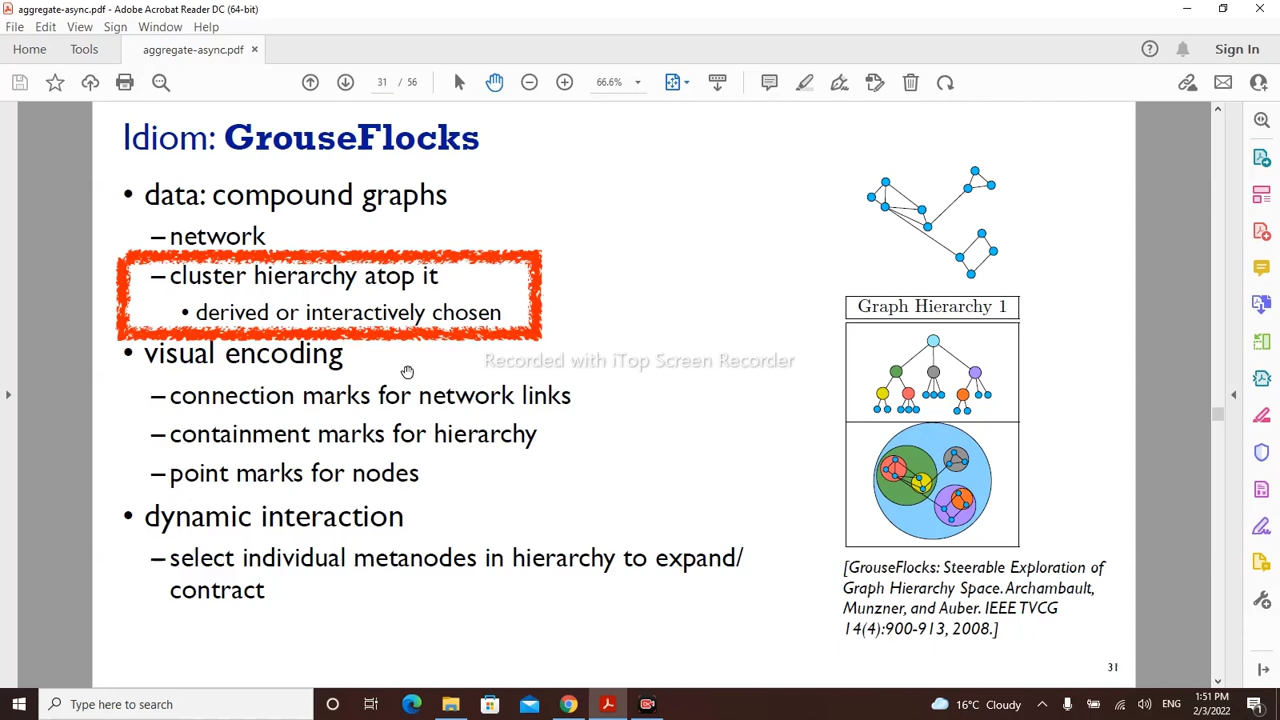 aggregate-async.pdf - Adobe Acrobat Reader DC (64-bit)
File Edit View Sign Window Help
Home Tools aggregate-async.pdf × Sign In
31 / 56 66.6%
Idiom: GrouseFlocks
• data: compound graphs
– network
– cluster hierarchy atop it
• derived or interactively chosen
• visual encoding
Recorded with iTop Screen Recorder
– connection marks for network links
– containment marks for hierarchy
– point marks for nodes
• dynamic interaction
– select individual metanodes in hierarchy to expand/
contract
Graph Hierarchy 1
[GrouseFlocks: Steerable Exploration of
Graph Hierarchy Space. Archambault,
Munzner, and Auber. IEEE TVCG
14(4):900-913, 2008.]
31
Type here to search
16°C Cloudy
ENG
1:51 PM
2/3/2022
1